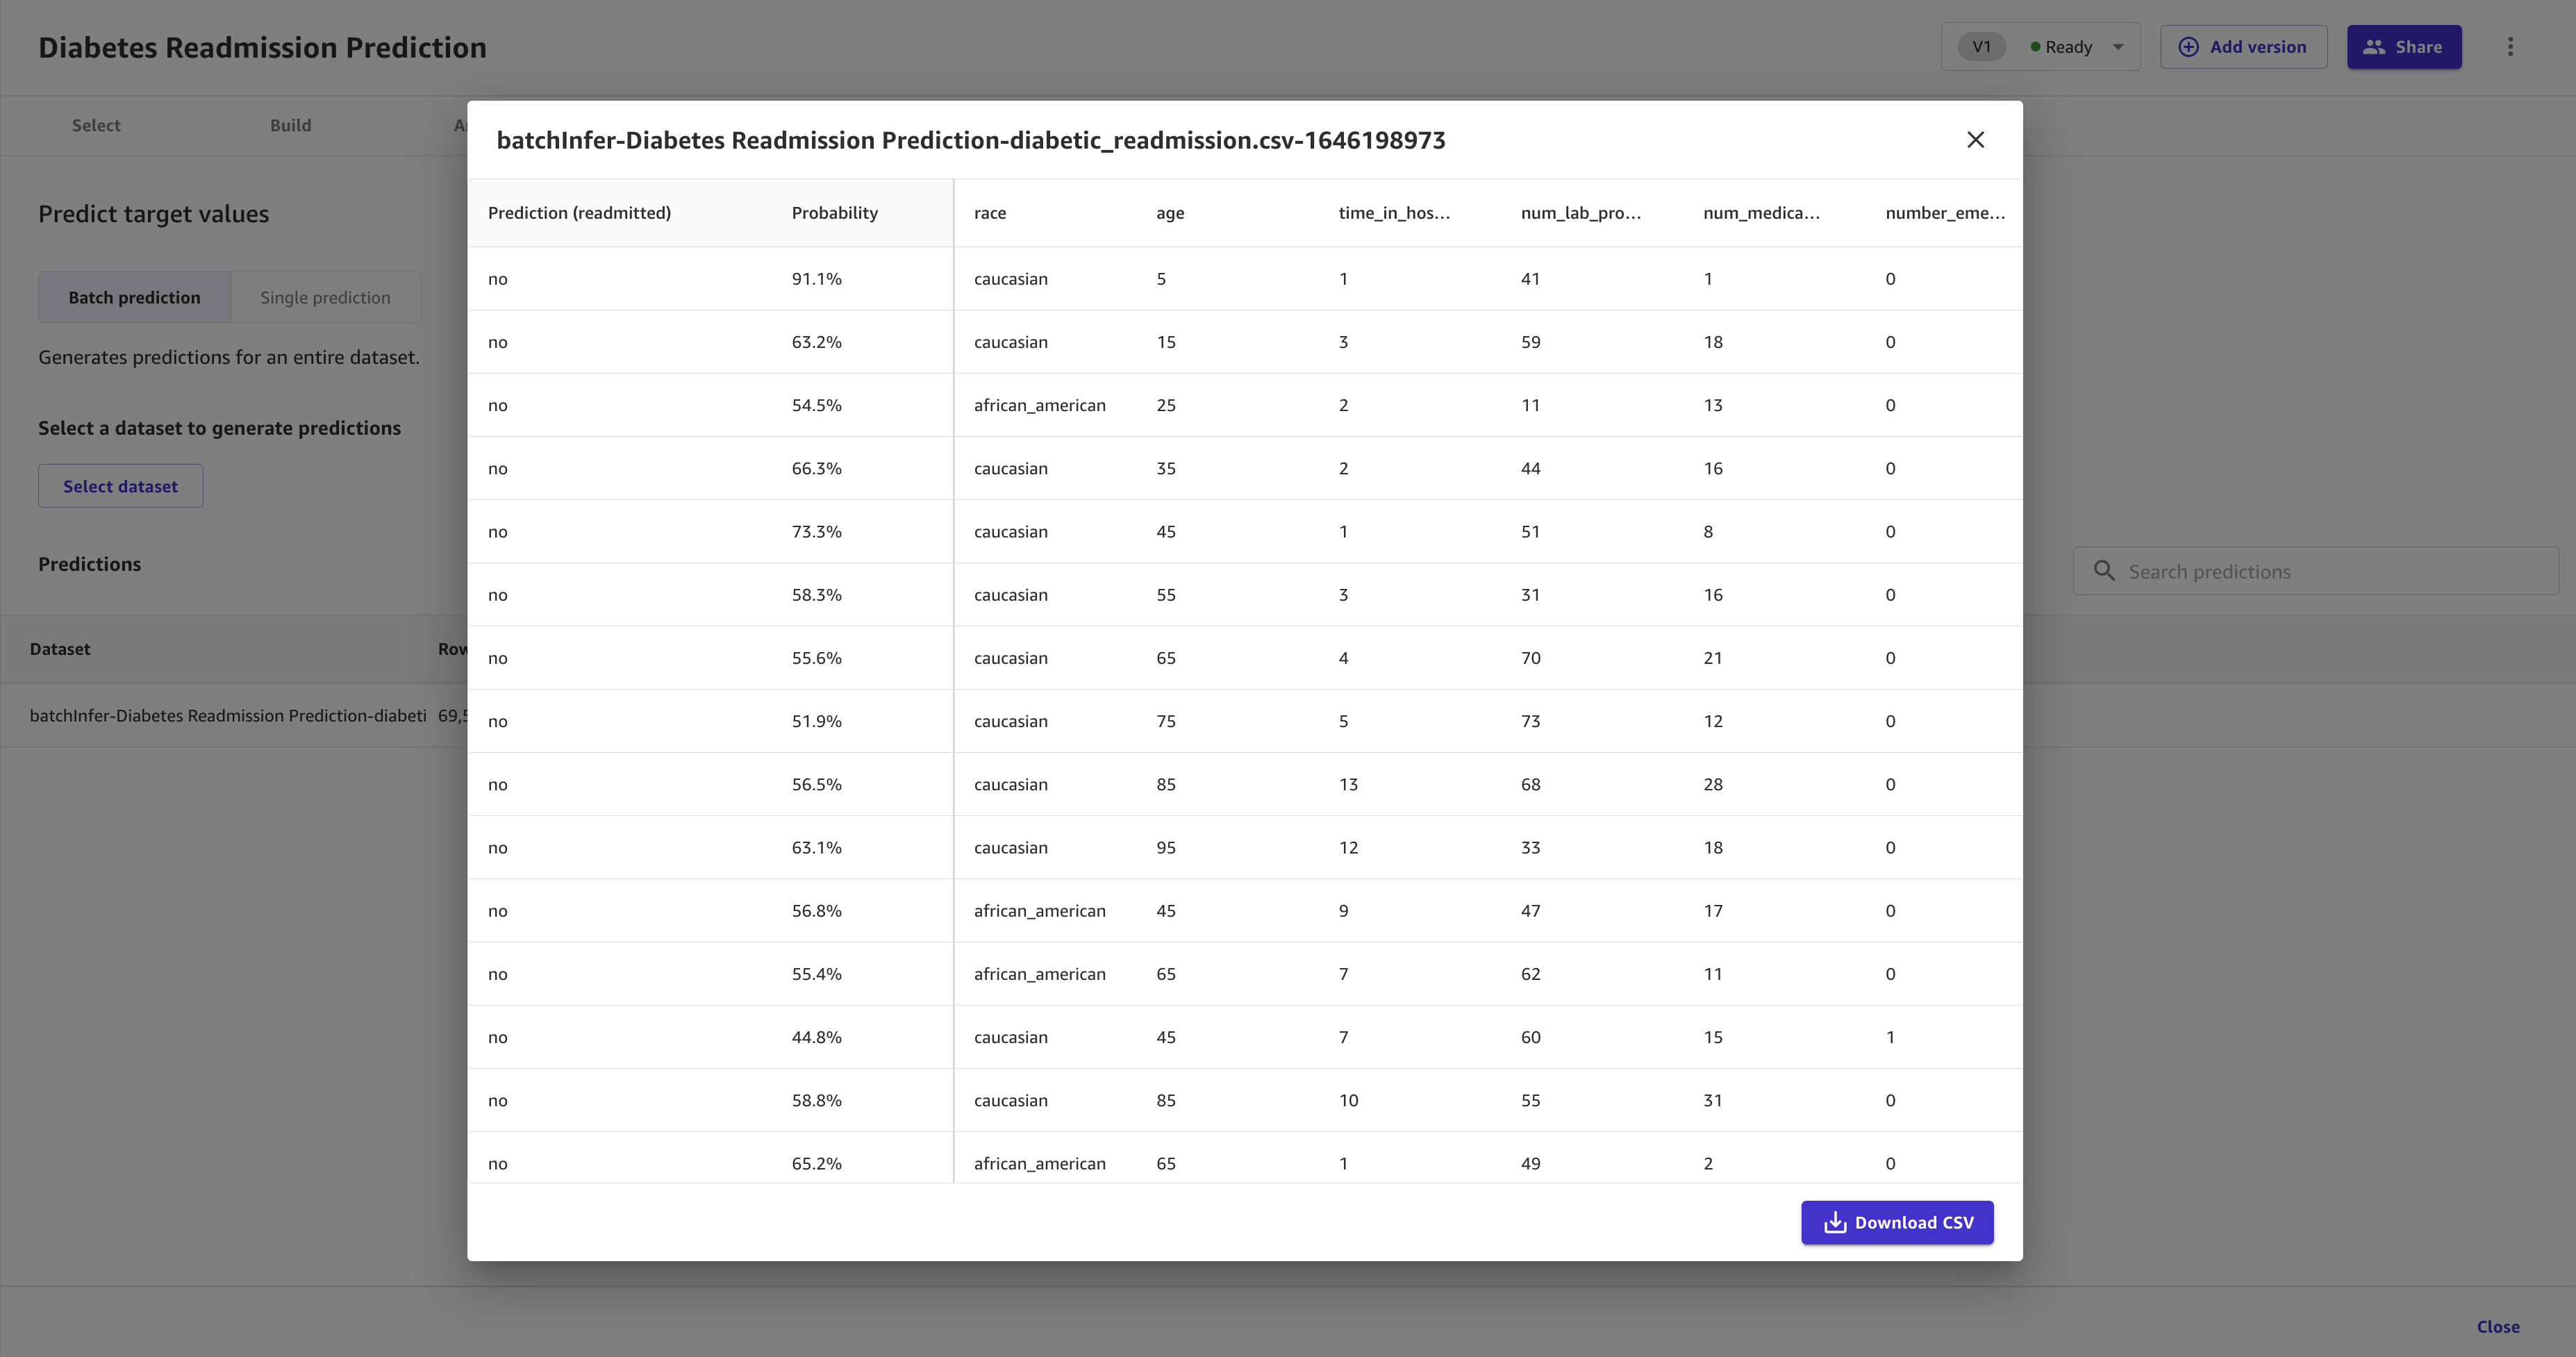 Diabetes Readmission Prediction
V1 Ready Add version Share
Select Build
batchInfer-Diabetes Readmission Prediction-diabetic_readmission.csv-1646198973
Predict target values
Batch prediction Single prediction
Generates predictions for an entire dataset.
Select a dataset to generate predictions
Select dataset
Predictions
Search predictions
Dataset
batchInfer-Diabetes Readmission Prediction-diabeti
Prediction (readmitted) Probability race age time_in_hos... num_lab_pro... num_medica... number_eme...
no 91.1% caucasian 5 1 41 1 0
no 63.2% caucasian 15 3 59 18 0
no 54.5% african_american 25 2 11 13 0
no 66.3% caucasian 35 2 44 16 0
no 73.3% caucasian 45 1 51 8 0
no 58.3% caucasian 55 3 31 16 0
no 55.6% caucasian 65 4 70 21 0
no 51.9% caucasian 75 5 73 12 0
no 56.5% caucasian 85 13 68 28 0
no 63.1% caucasian 95 12 33 18 0
no 56.8% african_american 45 9 47 17 0
no 55.4% african_american 65 7 62 11 0
no 44.8% caucasian 45 7 60 15 1
no 58.8% caucasian 85 10 55 31 0
no 65.2% african_american 65 1 49 2 0
Download CSV
Close